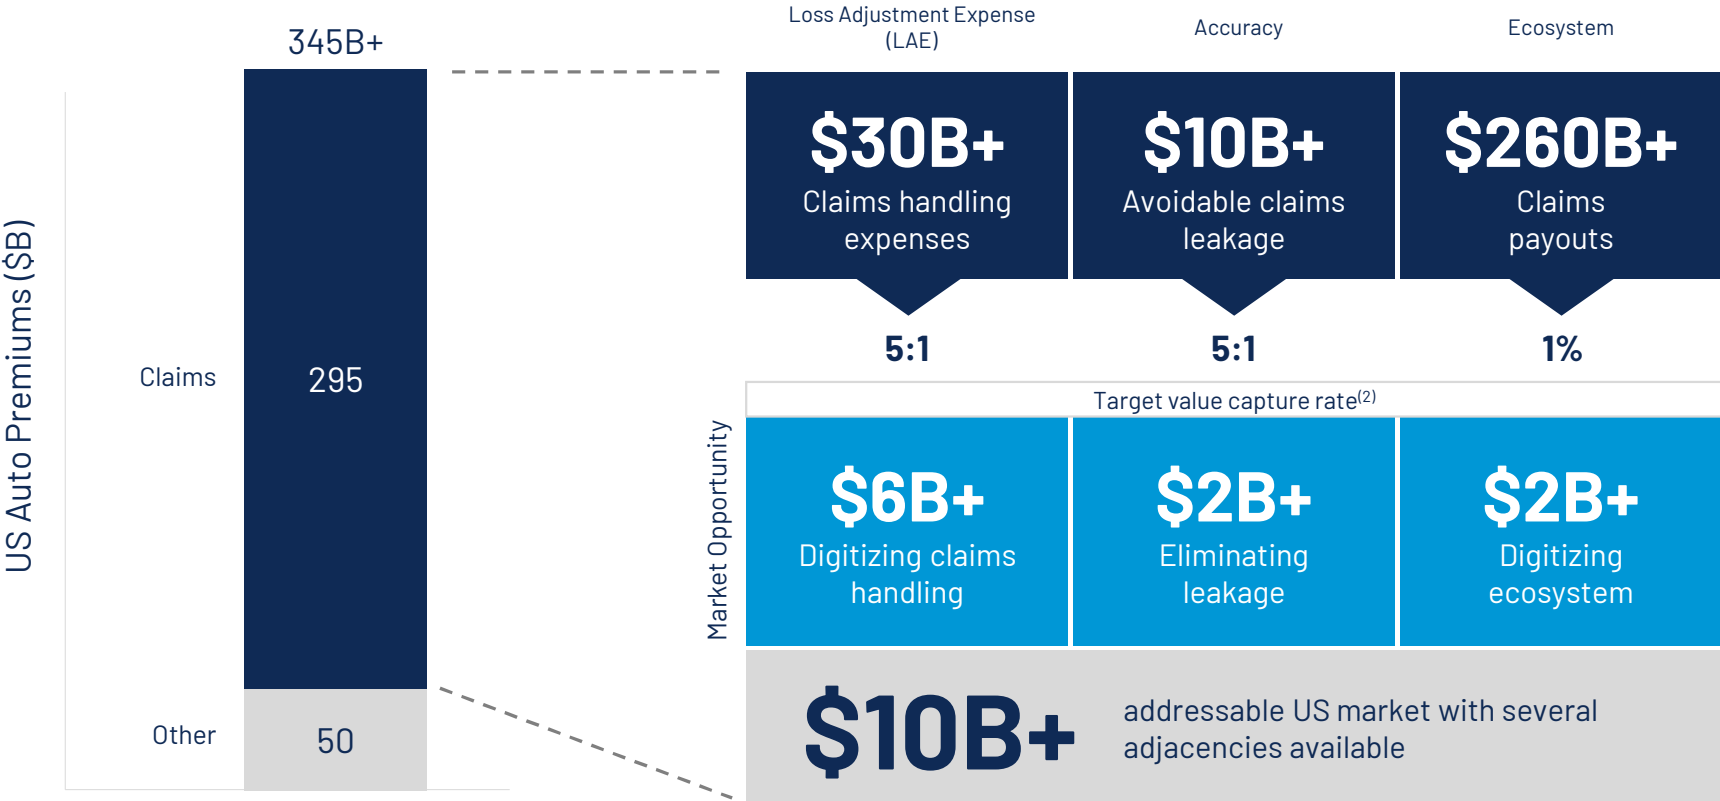 US Auto Premiums ($B)
345B+
Claims
295
Other
50
Loss Adjustment Expense
(LAE)
Accuracy
Ecosystem
$30B+
Claims handling
expenses
$10B+
Avoidable claims
leakage
$260B+
Claims
payouts
5:1
5:1
1%
Target value capture rate(2)
Market Opportunity
$6B+
Digitizing claims
handling
$2B+
Eliminating
leakage
$2B+
Digitizing
ecosystem
$10B+
addressable US market with several
adjacencies available